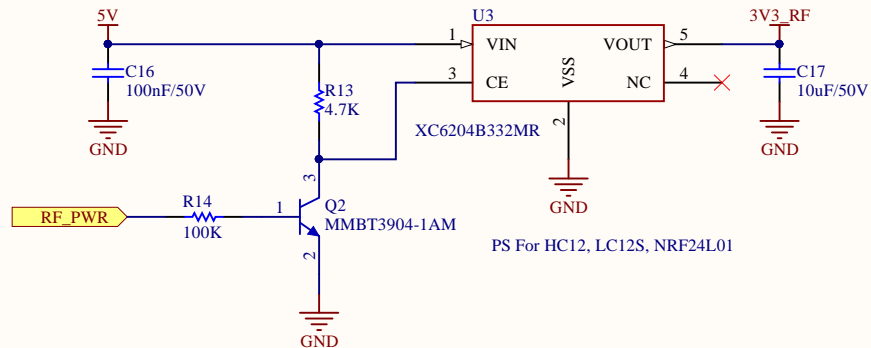 5V
U3
3V3_RF
1
VIN
VOUT
5
C16
100nF/50V
3
CE
VSS
NC
4
C17
10uF/50V
R13
4.7K
2
XC6204B332MR
GND
GND
GND
3
R14
Q2
RF_PWR
1
MMBT3904-1AM
100K
2
PS For HC12, LC12S, NRF24L01
GND